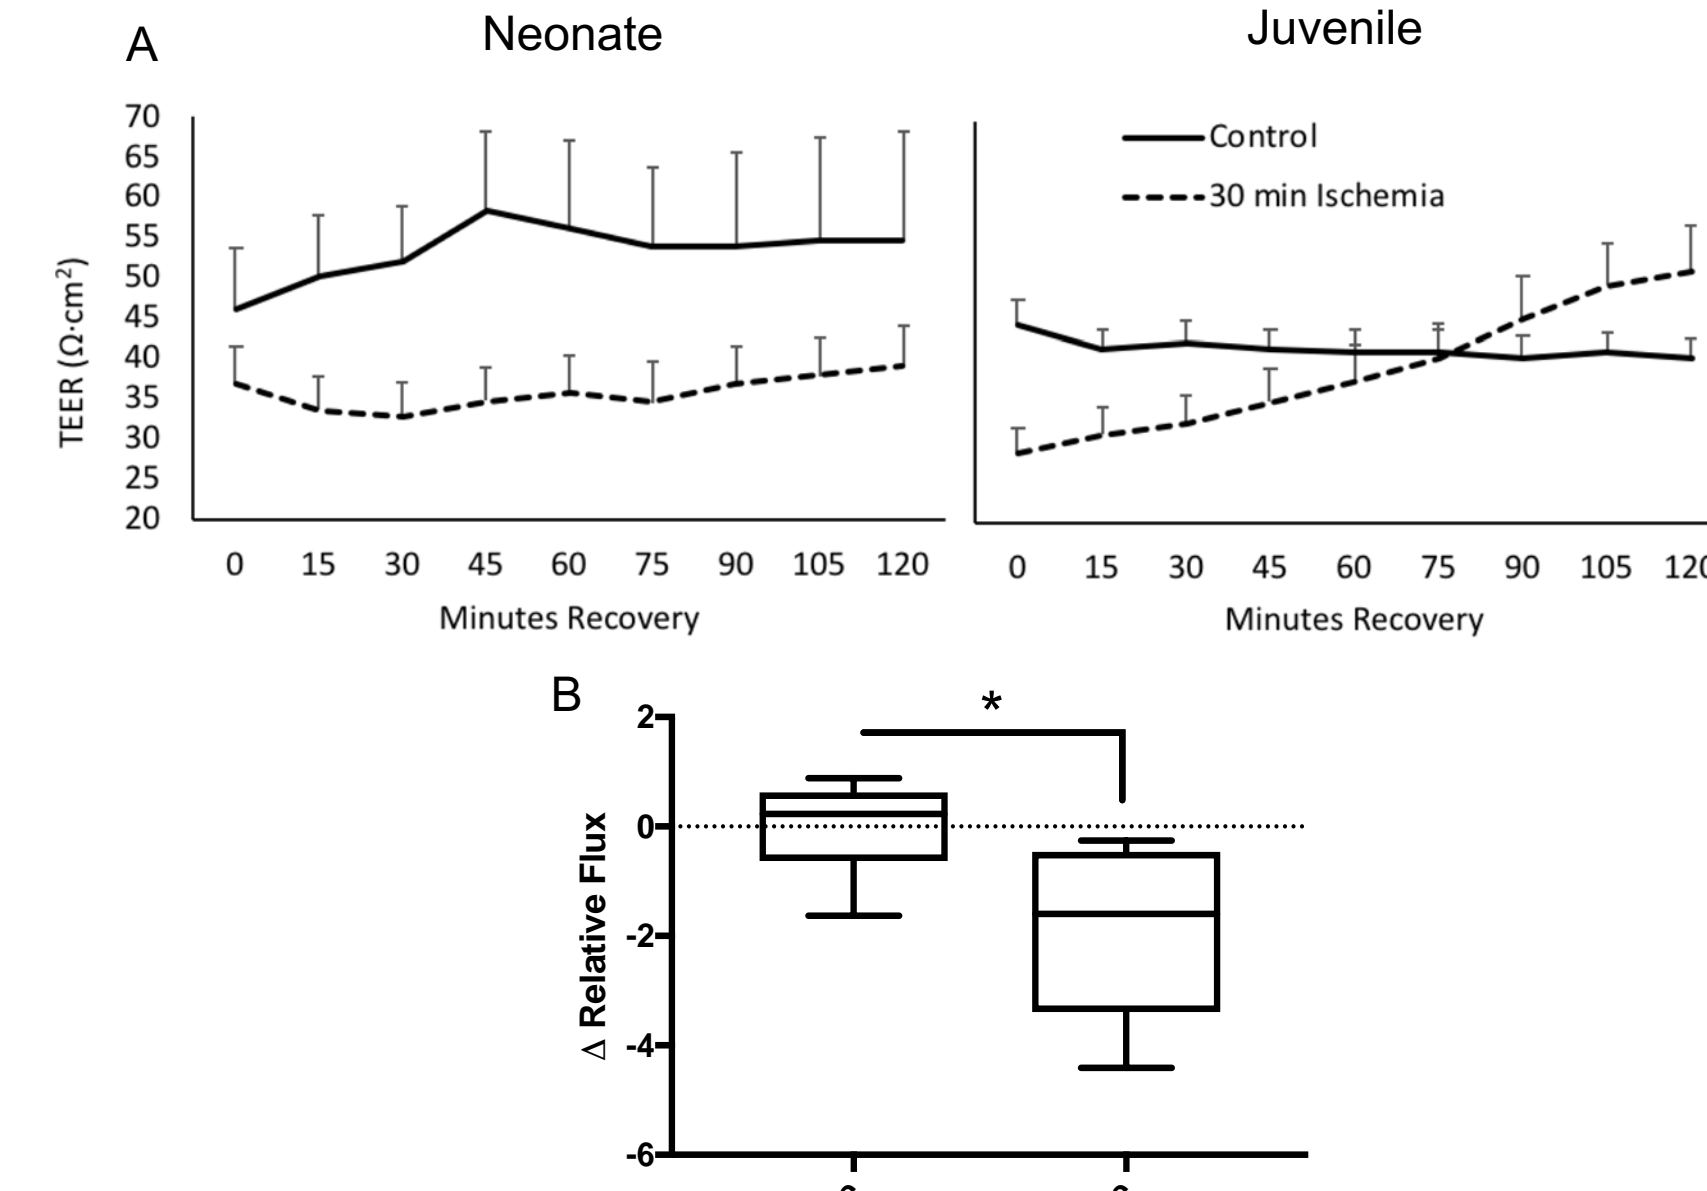 A
Neonate
Juvenile
70
65
60
55
50
45
40
35
30
25
20
TEER (Ω·cm²)
0 15 30 45 60 75 90 105 120
Minutes Recovery
Control
30 min Ischemia
0 15 30 45 60 75 90 105 120
Minutes Recovery
B
*
2
0
-2
-4
-6
Δ Relative Flux